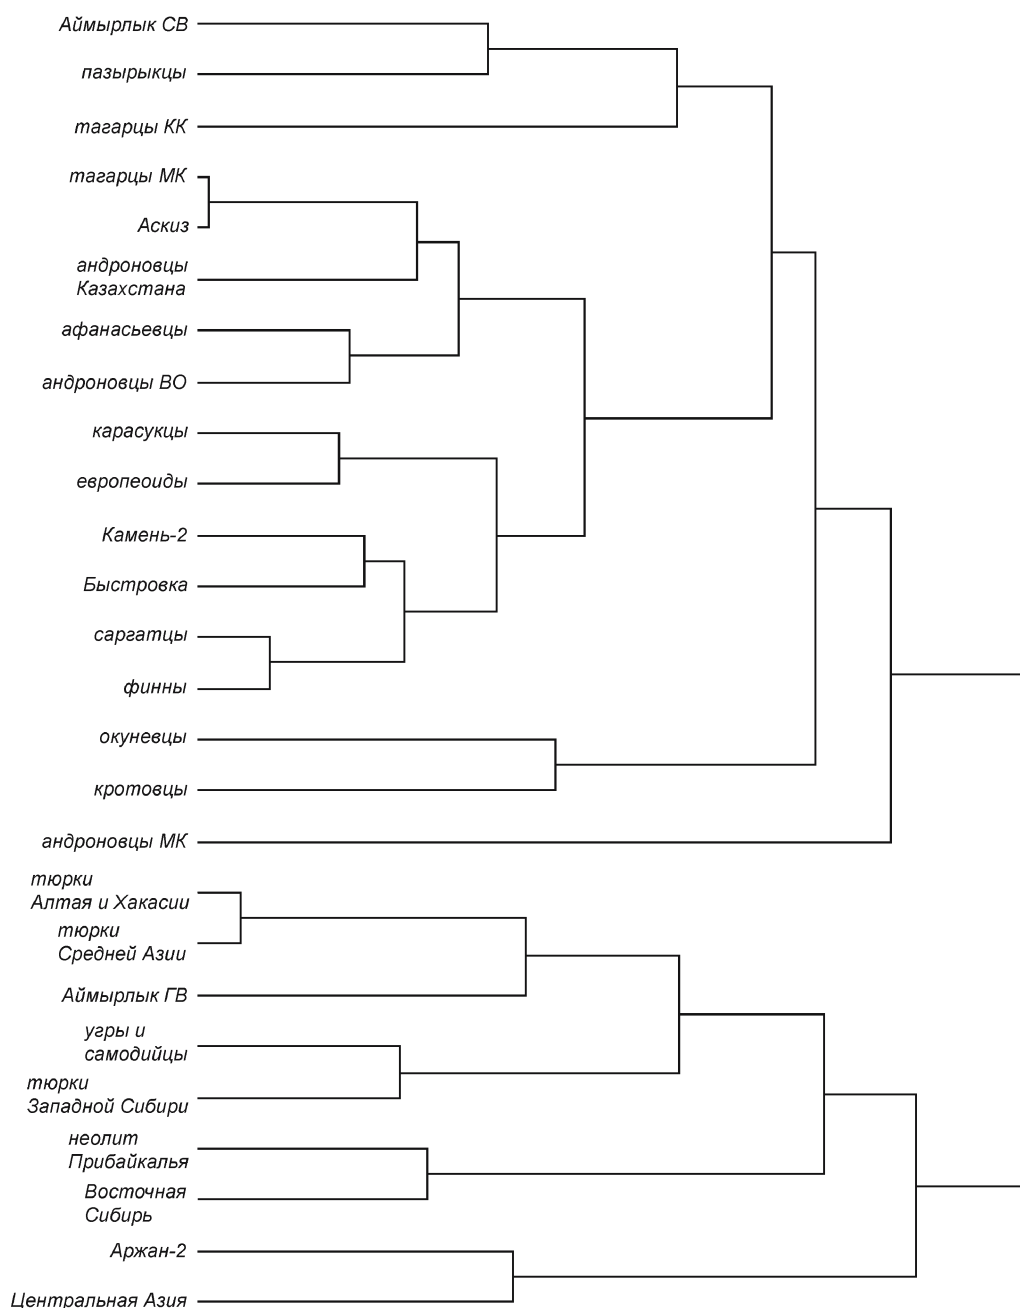 Аймырлык СВ
пазырыкцы
тагарцы КК
тагарцы МК
Аскиз
андроновцы
Казахстана
афанасьевцы
андроновцы ВО
карасукцы
европеоиды
Камень-2
Быстровка
саргатцы
финны
окуневцы
кротовцы
андроновцы МК
тюрки
Алтая и Хакасии
тюрки
Средней Азии
Аймырлык ГВ
угры и
самодийцы
тюрки
Западной Сибири
неолит
Прибайкалья
Восточная
Сибирь
Аржан-2
Центральная Азия